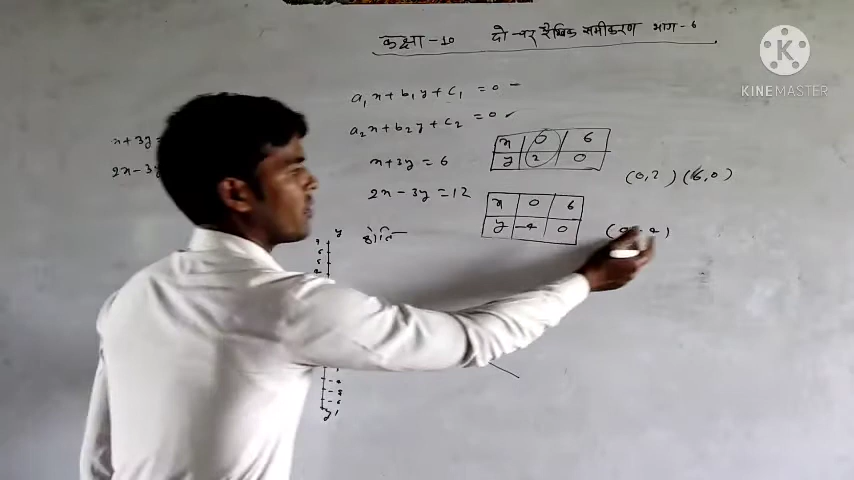 कक्षा - 10 दो चर रैखिक समीकरण भाग - 6
KINEMASTER
a₁x + b₁y + c₁ = 0 -
a₂x + b₂y + c₂ = 0 ✓
x + 3y = 6
2x - 3y = 12
x + 3y =
2x - 3y
x 0 6
y 2 0
(0, 2) (6, 0)
x 0 6
y -4 0
y
y₁